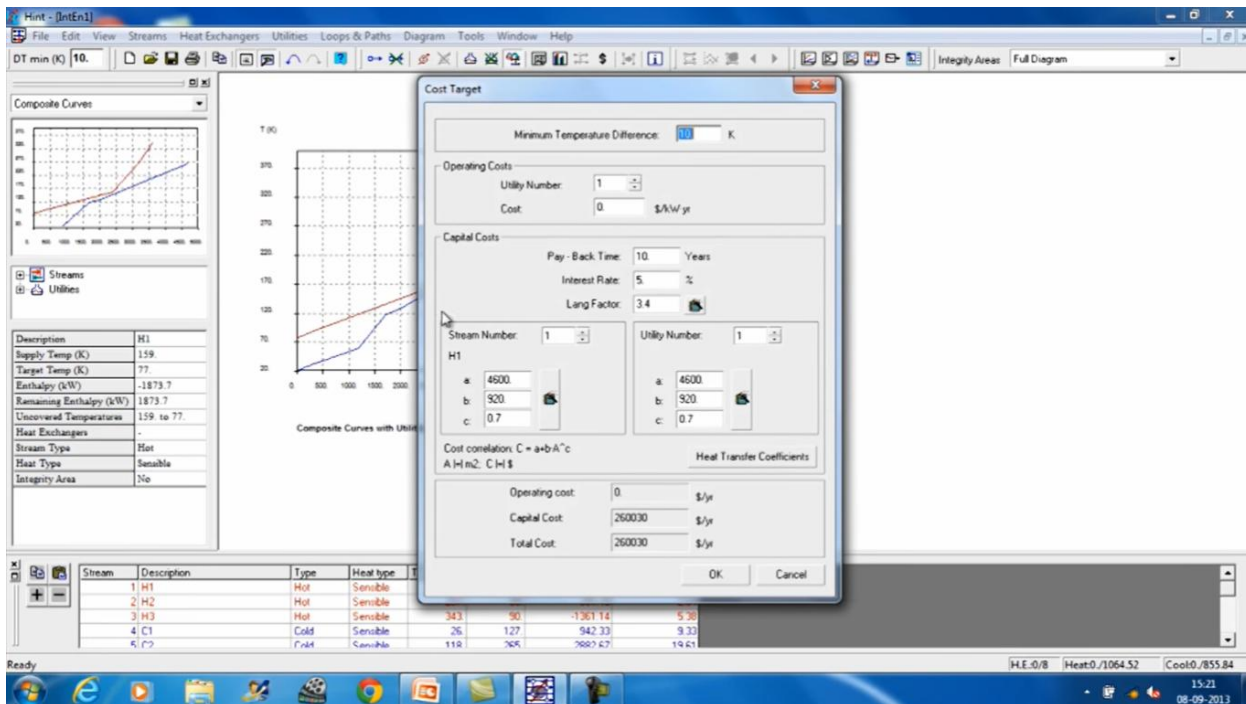 Hint - [IntEn1]
File Edit View Streams Heat Exchangers Utilities Loops & Paths Diagram Tools Window Help
DT min (K) 10. Integrity Areas Full Diagram
Composite Curves
T (K)
370.
320.
270.
220.
170.
120.
70.
20.
0. 500. 1000. 1500. 2000.
Composite Curves with Utili
Streams
Utilities
Description H1
Supply Temp (K) 159.
Target Temp (K) 77.
Enthalpy (kW) -1873.7
Remaining Enthalpy (kW) 1873.7
Uncovered Temperatures 159. to 77.
Heat Exchangers -
Stream Type Hot
Heat Type Sensible
Integrity Area No
Cost Target
Minimum Temperature Difference: 10. K
Operating Costs
Utility Number: 1
Cost: 0. $/kW yr
Capital Costs
Pay - Back Time: 10. Years
Interest Rate: 5. %
Lang Factor: 3.4
Stream Number: 1
H1
a: 4600.
b: 920.
c: 0.7
Utility Number: 1
a: 4600.
b: 920.
c: 0.7
Cost correlation: C = a+b·A^c
A [=] m2; C [=] $
Heat Transfer Coefficients
Operating cost: 0. $/yr
Capital Cost: 260030 $/yr
Total Cost: 260030 $/yr
OK Cancel
Stream Description Type Heat type T
1 H1 Hot Sensible
2 H2 Hot Sensible
3 H3 Hot Sensible 343. 90. -1361.14 5.38
4 C1 Cold Sensible 26. 127. 942.33 9.33
5 C2 Cold Sensible 118. 265. 2882.67 19.61
Ready H.E.:0/8 Heat:0./1064.52 Cool:0./855.84
15:21
08-09-2013